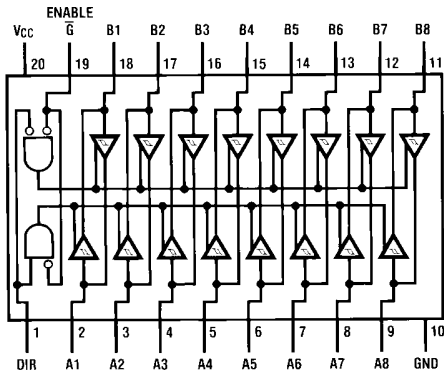 ENABLE
VCC G B1 B2 B3 B4 B5 B6 B7 B8
20 19 18 17 16 15 14 13 12 11
1 2 3 4 5 6 7 8 9 10
DIR A1 A2 A3 A4 A5 A6 A7 A8 GND